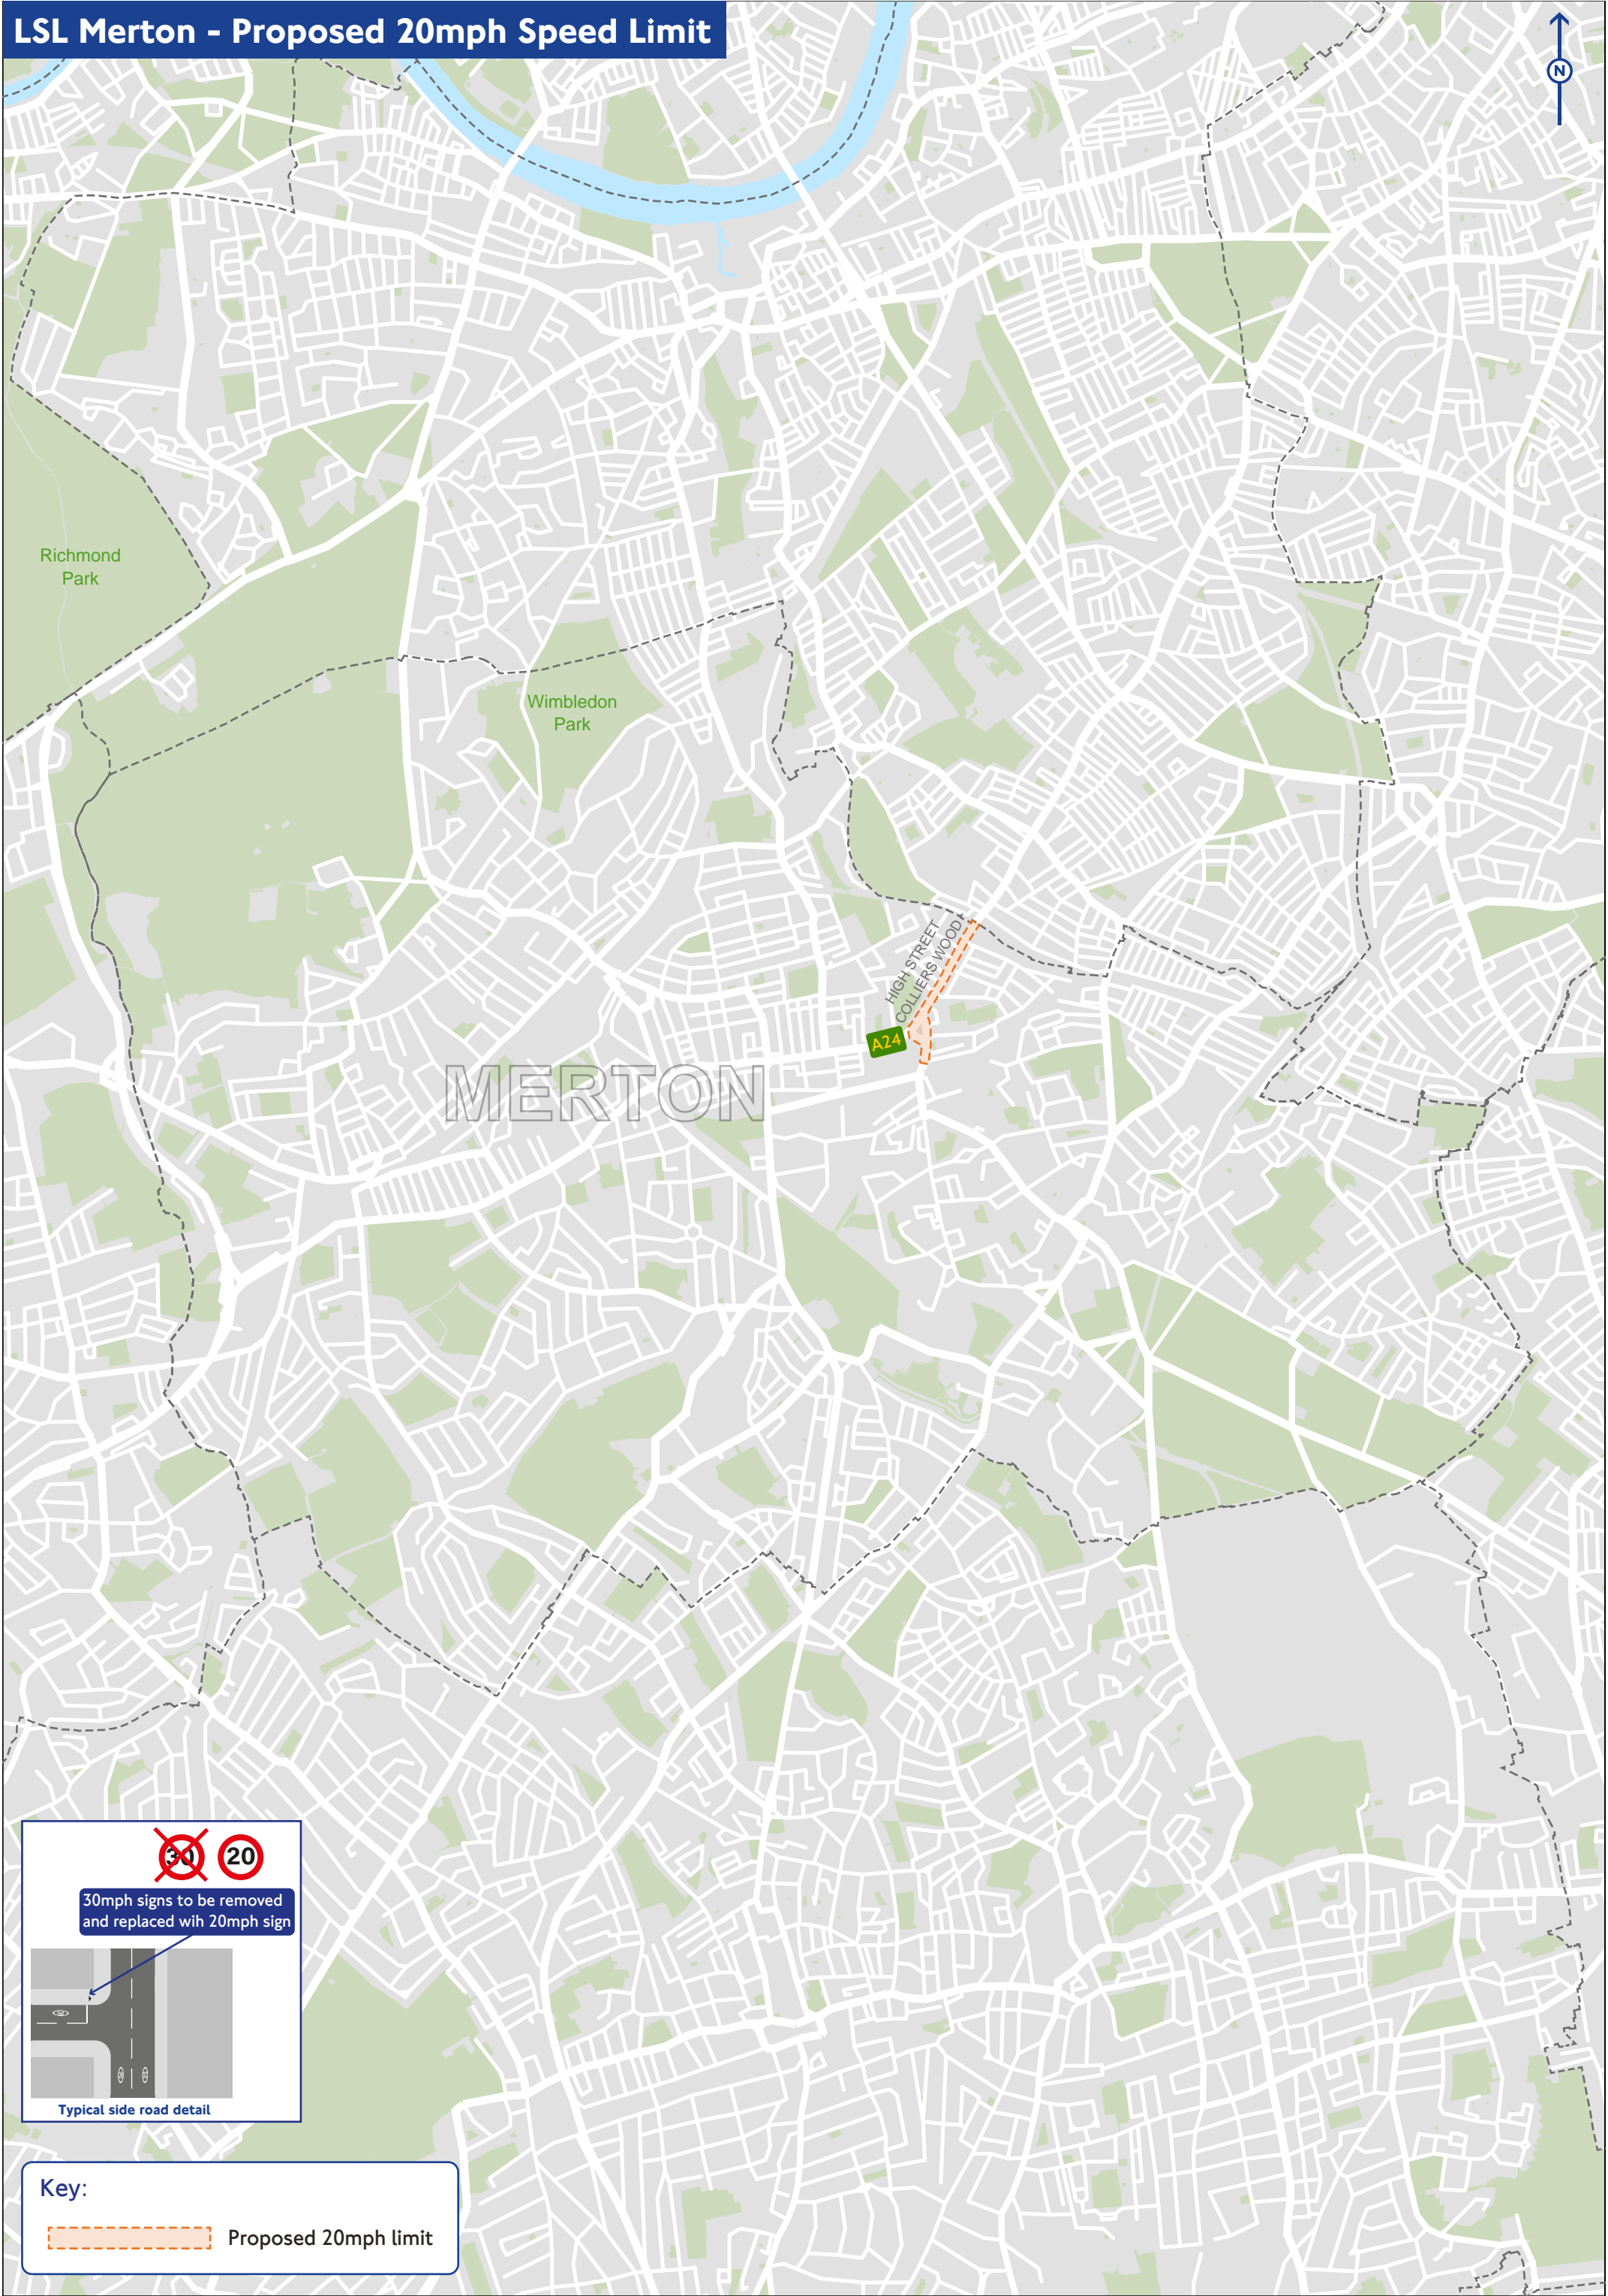 LSL Merton - Proposed 20mph Speed Limit
N
Richmond
Park
Wimbledon
Park
HIGH STREET
COLLIERS WOOD
A24
MERTON
30
20
30mph signs to be removed
and replaced wih 20mph sign
Typical side road detail
Key:
Proposed 20mph limit